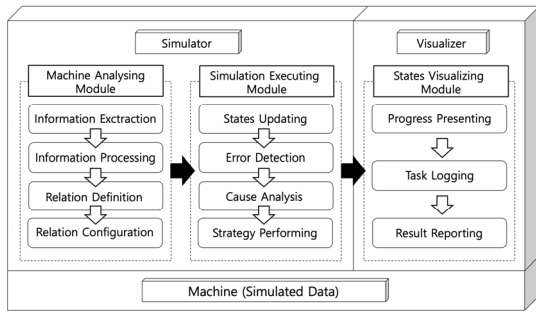 Simulator
Visualizer
Machine Analysing
Module
Simulation Executing
Module
States Visualizing
Module
Information Exctraction
Information Processing
Relation Definition
Relation Configuration
States Updating
Error Detection
Cause Analysis
Strategy Performing
Progress Presenting
Task Logging
Result Reporting
Machine (Simulated Data)